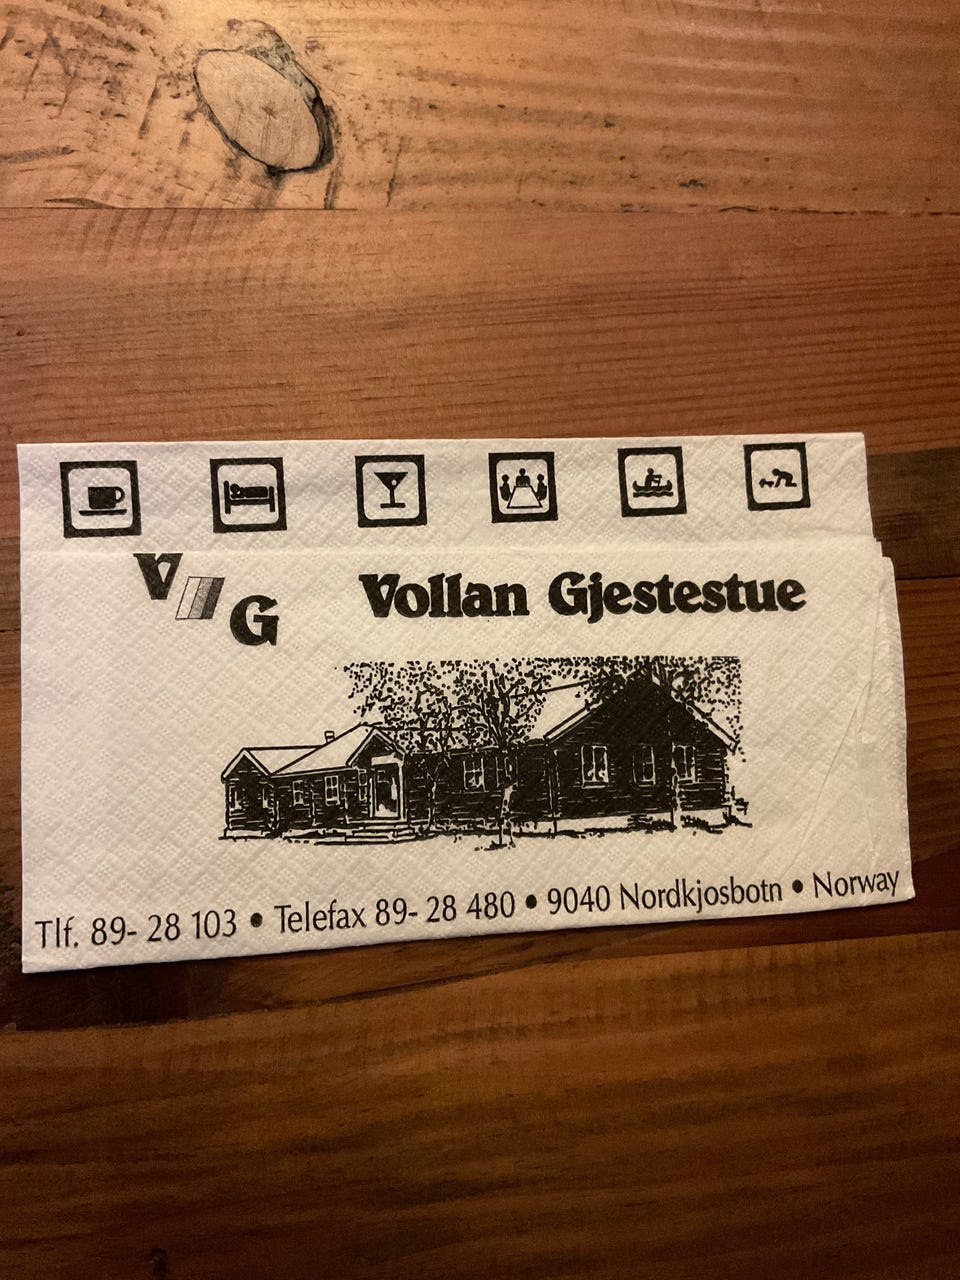 V G
Vollan Gjestestue
Tlf. 89- 28 103 • Telefax 89- 28 480 • 9040 Nordkjosbotn • Norway